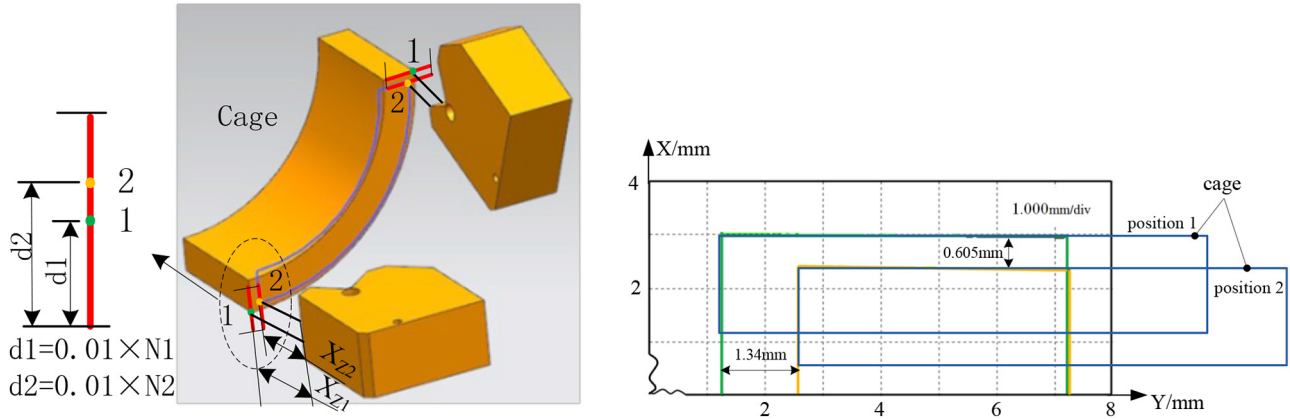 2
1
d2
d1
d1=0.01×N1
d2=0.01×N2
Cage
1
2
2
1
XZ2
XZ1
X/mm
4
2
1.000mm/div
cage
position 1
0.605mm
position 2
1.34mm
2
4
6
8
Y/mm